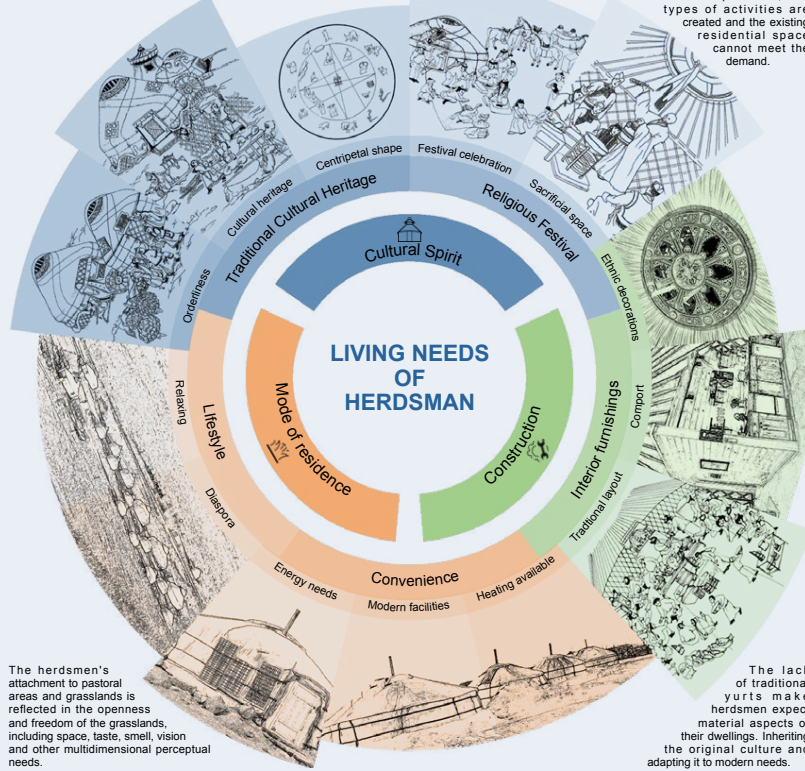 types of activities are
created and the existing
residential space
cannot meet the
demand.
Centripetal shape
Festival celebration
Cultural heritage
Sacrificial space
Traditional Cultural Heritage
Religious Festival
Orderliness
Ethnic decorations
Cultural Spirit
LIVING NEEDS
OF
HERDSMAN
Relaxing
LIfestyle
Mode of residence
Construction
Interior furnishings
Comport
Diaspora
Traditional layout
Energy needs
Convenience
Heating available
Modern facilities
The herdsmen's
attachment to pastoral
areas and grasslands is
reflected in the openness
and freedom of the grasslands,
including space, taste, smell, vision
and other multidimensional perceptual
needs.
The lack
of traditional
yurts make
herdsmen expect
material aspects of
their dwellings. Inheriting
the original culture and
adapting it to modern needs.